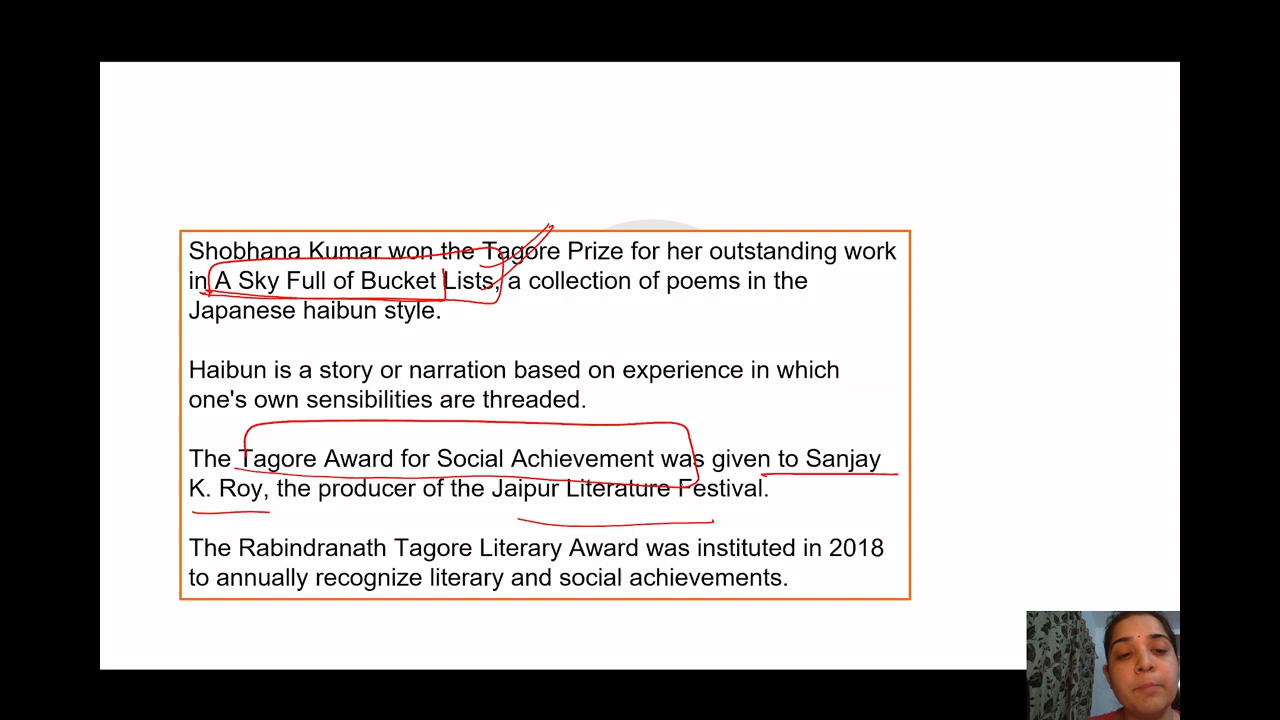 Shobhana Kumar won the Tagore Prize for her outstanding work
in A Sky Full of Bucket Lists, a collection of poems in the
Japanese haibun style.
Haibun is a story or narration based on experience in which
one's own sensibilities are threaded.
The Tagore Award for Social Achievement was given to Sanjay
K. Roy, the producer of the Jaipur Literature Festival.
The Rabindranath Tagore Literary Award was instituted in 2018
to annually recognize literary and social achievements.